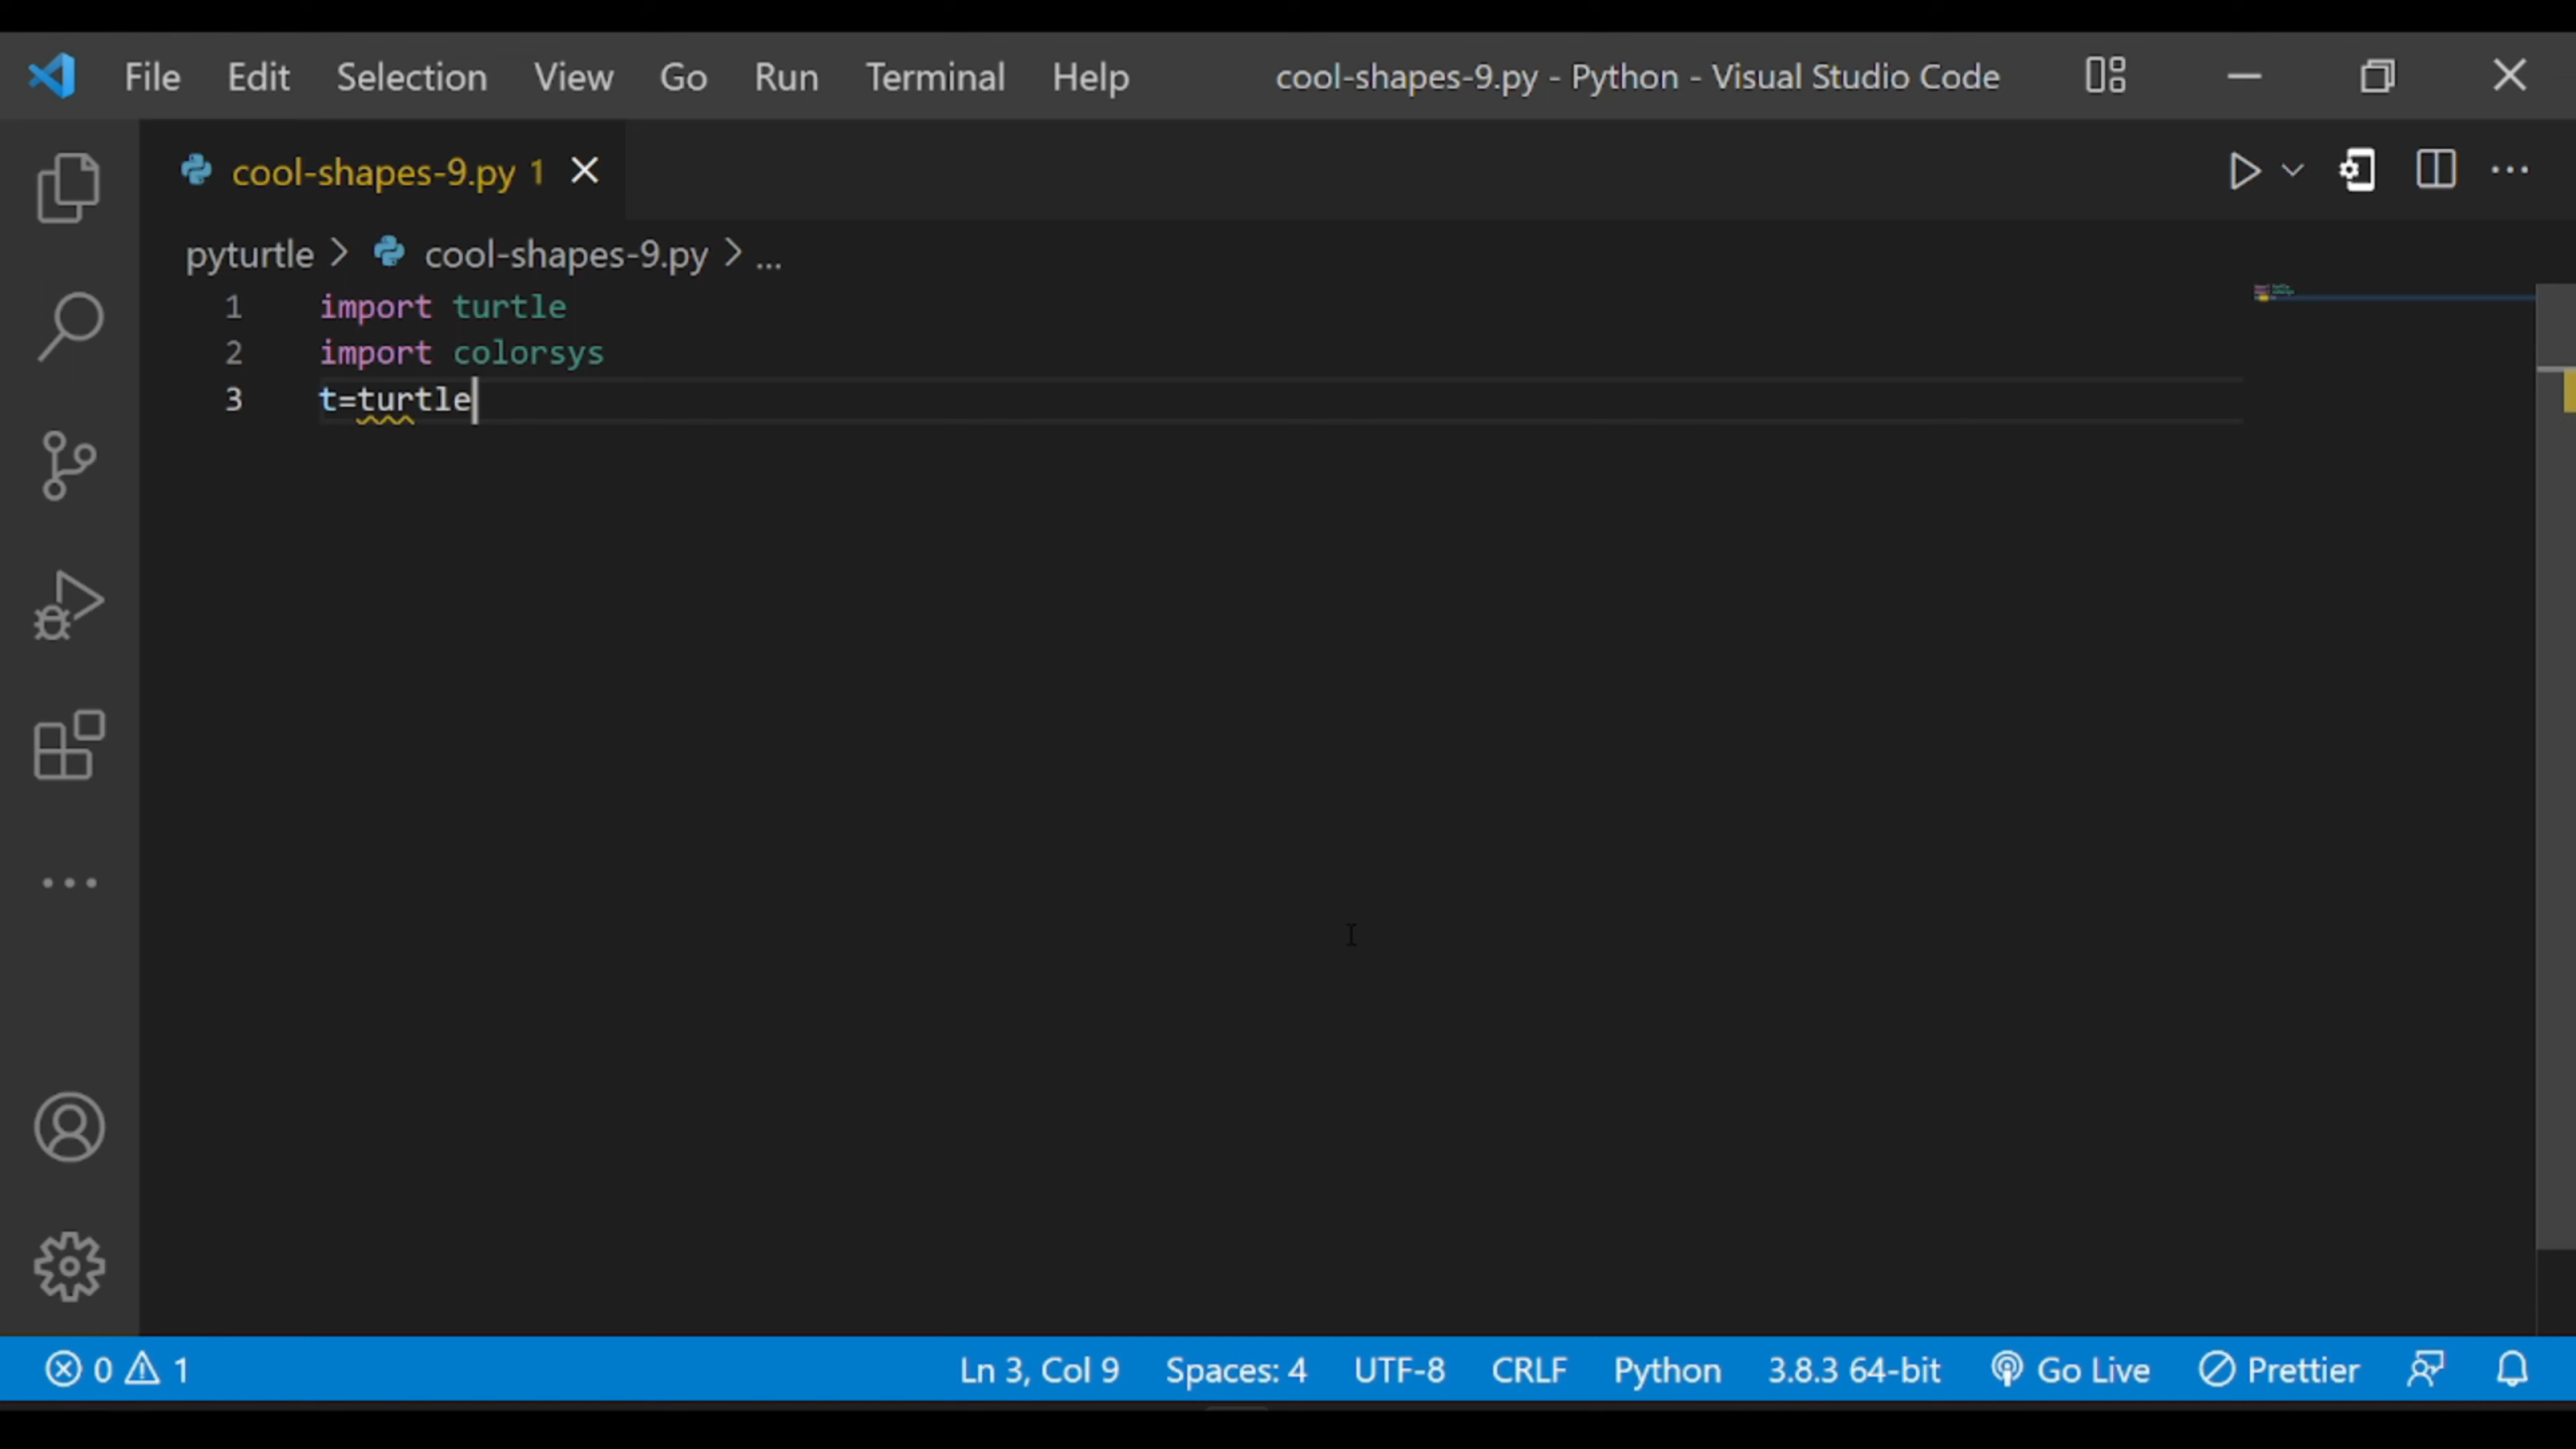 File Edit Selection View Go Run Terminal Help cool-shapes-9.py - Python - Visual Studio Code
cool-shapes-9.py 1
pyturtle > cool-shapes-9.py > ...
1 import turtle
2 import colorsys
3 t=turtle
0 1 Ln 3, Col 9 Spaces: 4 UTF-8 CRLF Python 3.8.3 64-bit Go Live Prettier